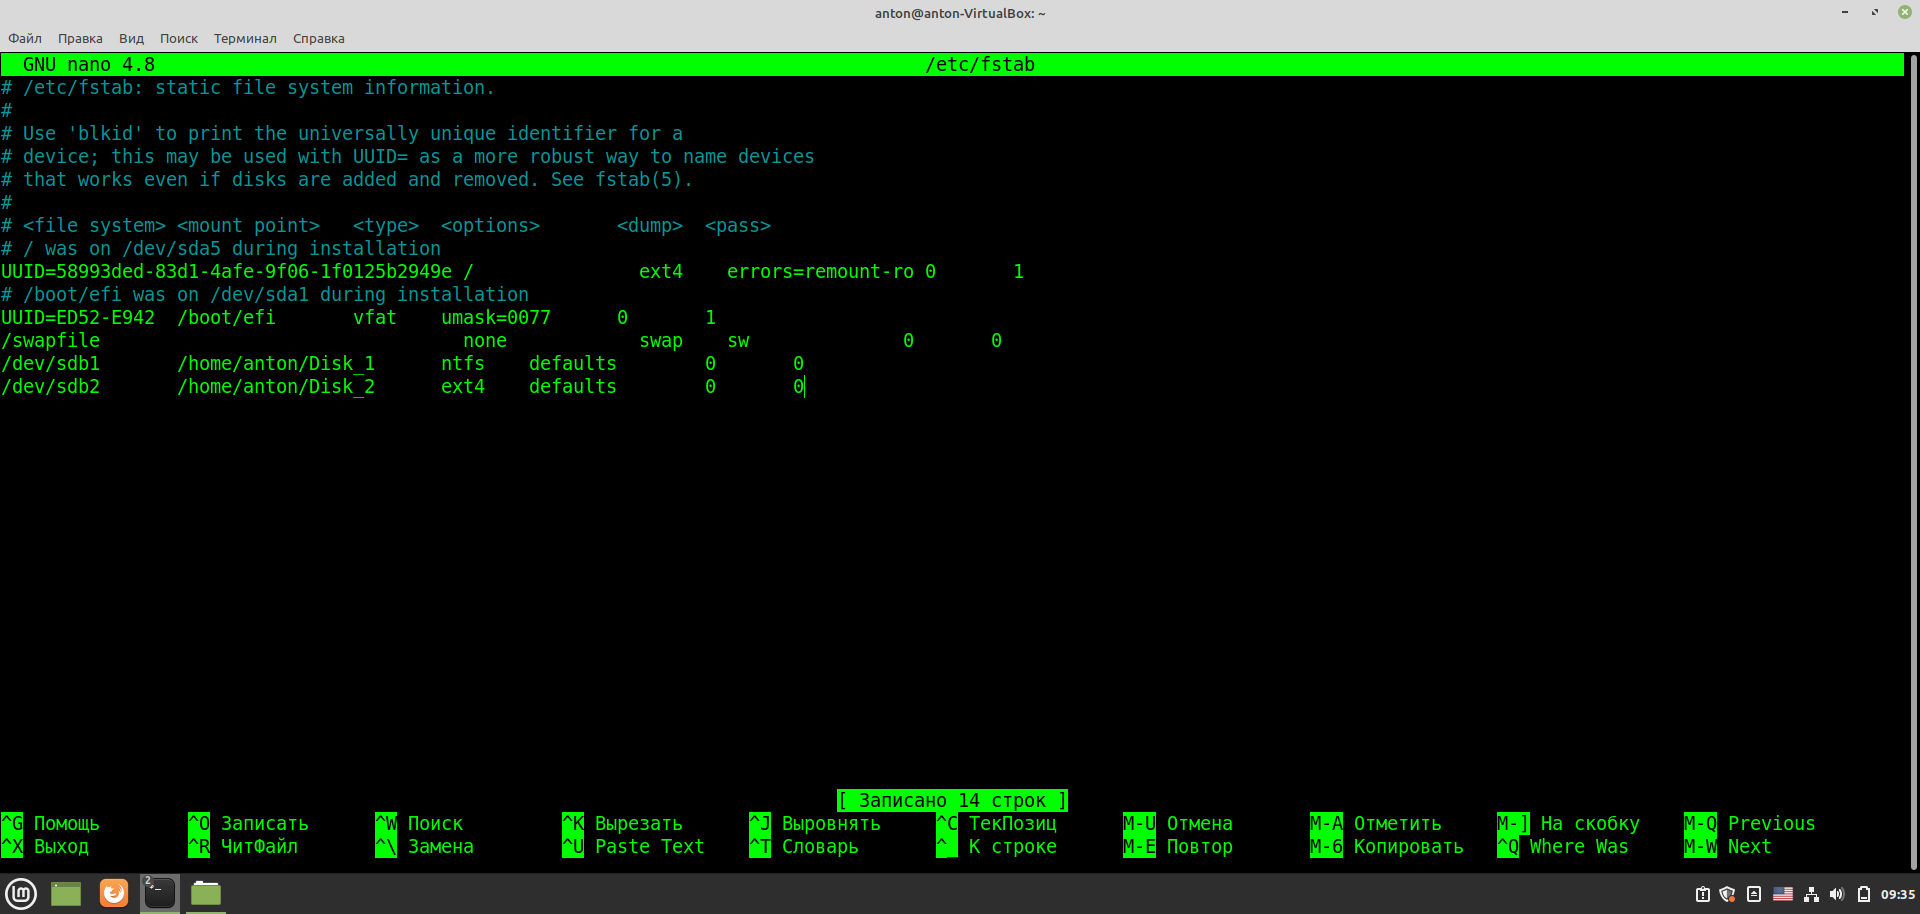 anton@anton-VirtualBox: ~
Файл Правка Вид Поиск Терминал Справка
GNU nano 4.8 /etc/fstab
# /etc/fstab: static file system information.
#
# Use 'blkid' to print the universally unique identifier for a
# device; this may be used with UUID= as a more robust way to name devices
# that works even if disks are added and removed. See fstab(5).
#
# <file system> <mount point>   <type>  <options>       <dump>  <pass>
# / was on /dev/sda5 during installation
UUID=58993ded-83d1-4afe-9f06-1f0125b2949e /               ext4    errors=remount-ro 0       1
# /boot/efi was on /dev/sda1 during installation
UUID=ED52-E942  /boot/efi       vfat    umask=0077      0       1
/swapfile                                 none            swap    sw              0       0
/dev/sdb1       /home/anton/Disk_1      ntfs    defaults        0       0
/dev/sdb2       /home/anton/Disk_2      ext4    defaults        0       0
[ Записано 14 строк ]
^G Помощь ^O Записать ^W Поиск ^K Вырезать ^J Выровнять ^C ТекПозиц M-U Отмена M-A Отметить M-] На скобку M-Q Previous
^X Выход ^R ЧитФайл ^\ Замена ^U Paste Text ^T Словарь ^_ К строке M-E Повтор M-6 Копировать ^Q Where Was M-W Next
2
09:35